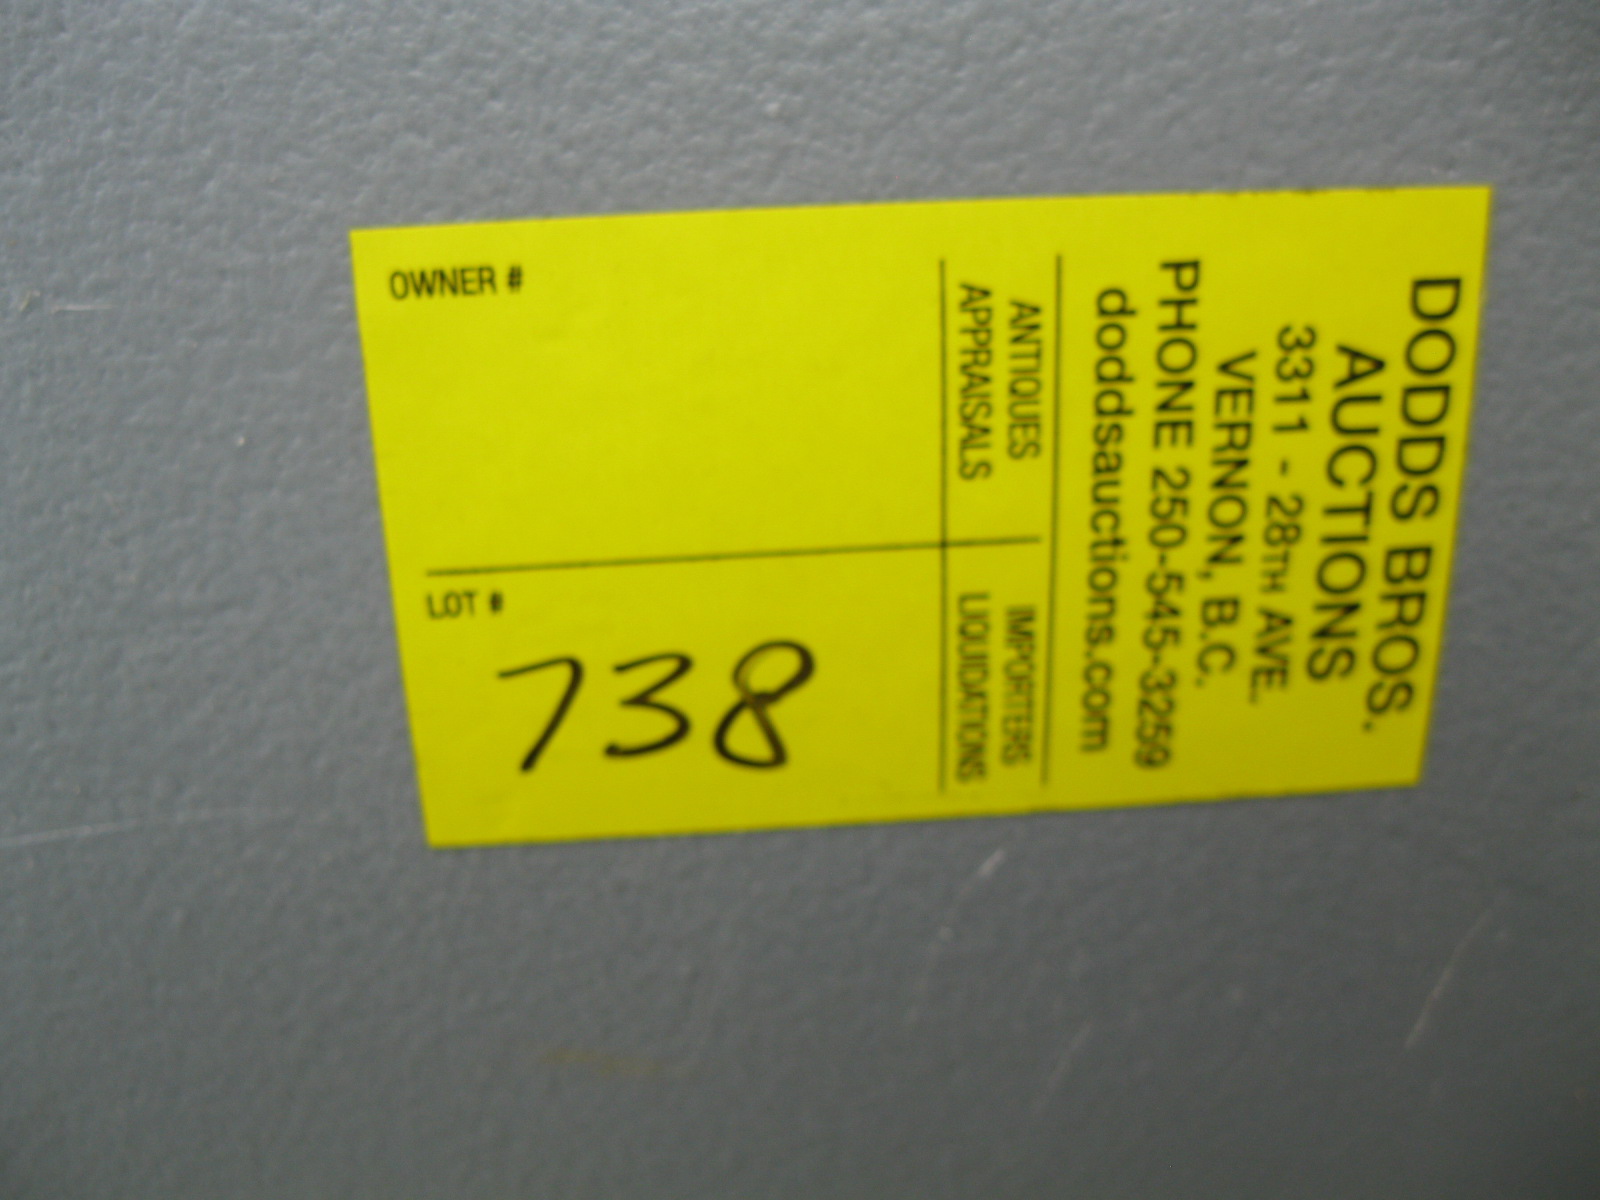 DODDS BROS.
AUCTIONS
3311 - 28TH AVE.
VERNON, B.C.
PHONE 250-545-3259
doddsauctions.com
ANTIQUES
APPRAISALS
IMPORTERS
LIQUIDATIONS
OWNER #
LOT #
738